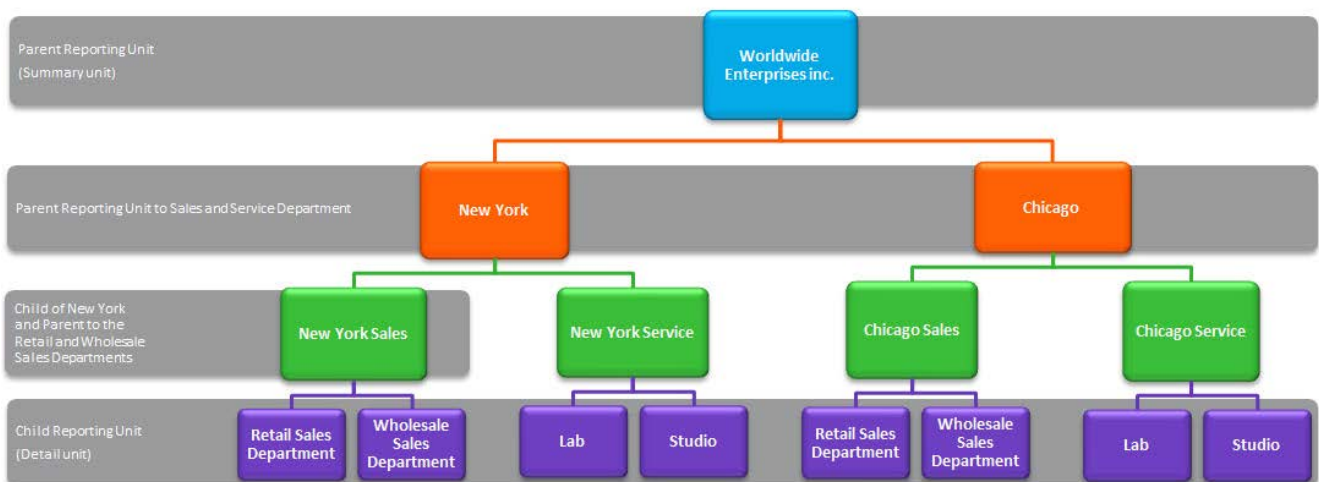 Parent Reporting Unit
(Summary unit)
Worldwide
Enterprises inc.
Parent Reporting Unit to Sales and Service Department
New York
Chicago
Child of New York
and Parent to the
Retail and Wholesale
Sales Departments
New York Sales
New York Service
Chicago Sales
Chicago Service
Child Reporting Unit
(Detail unit)
Retail Sales
Department
Wholesale
Sales
Department
Lab
Studio
Retail Sales
Department
Wholesale
Sales
Department
Lab
Studio